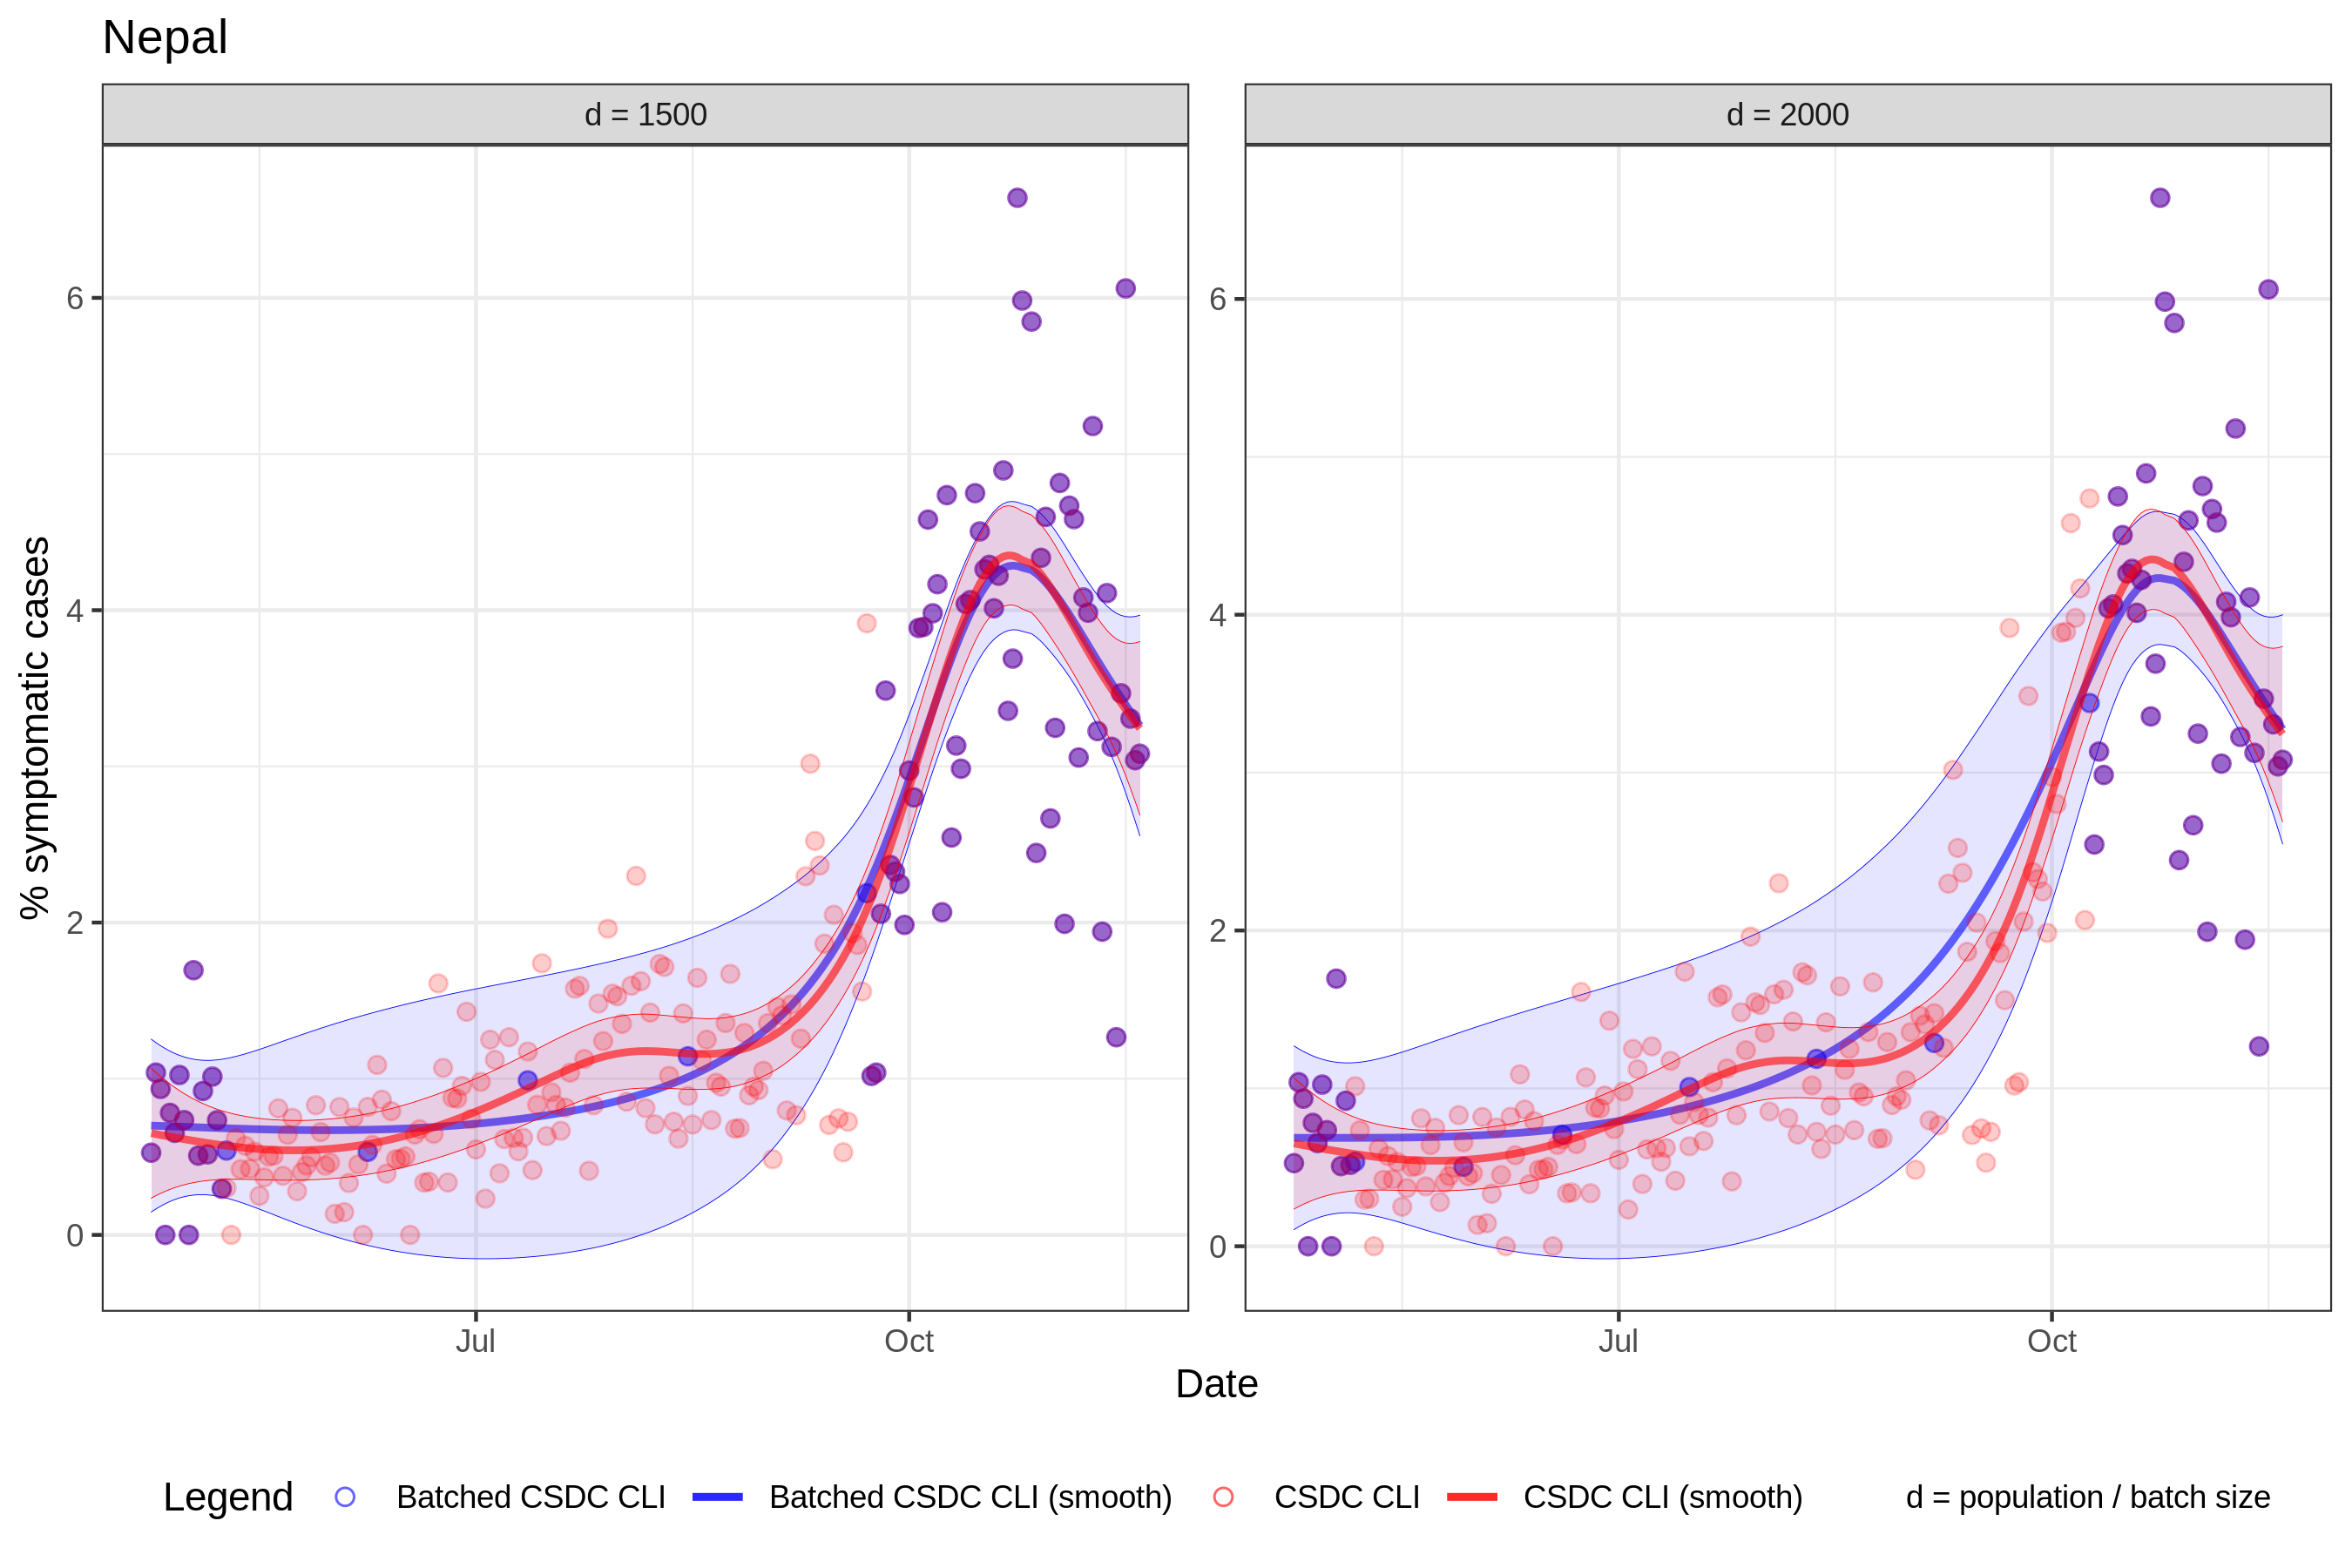 Nepal
d = 1500
d = 2000
% symptomatic cases
6
4
2
0
6
4
2
0
Jul
Oct
Jul
Oct
Date
Legend
Batched CSDC CLI
Batched CSDC CLI (smooth)
CSDC CLI
CSDC CLI (smooth)
d = population / batch size